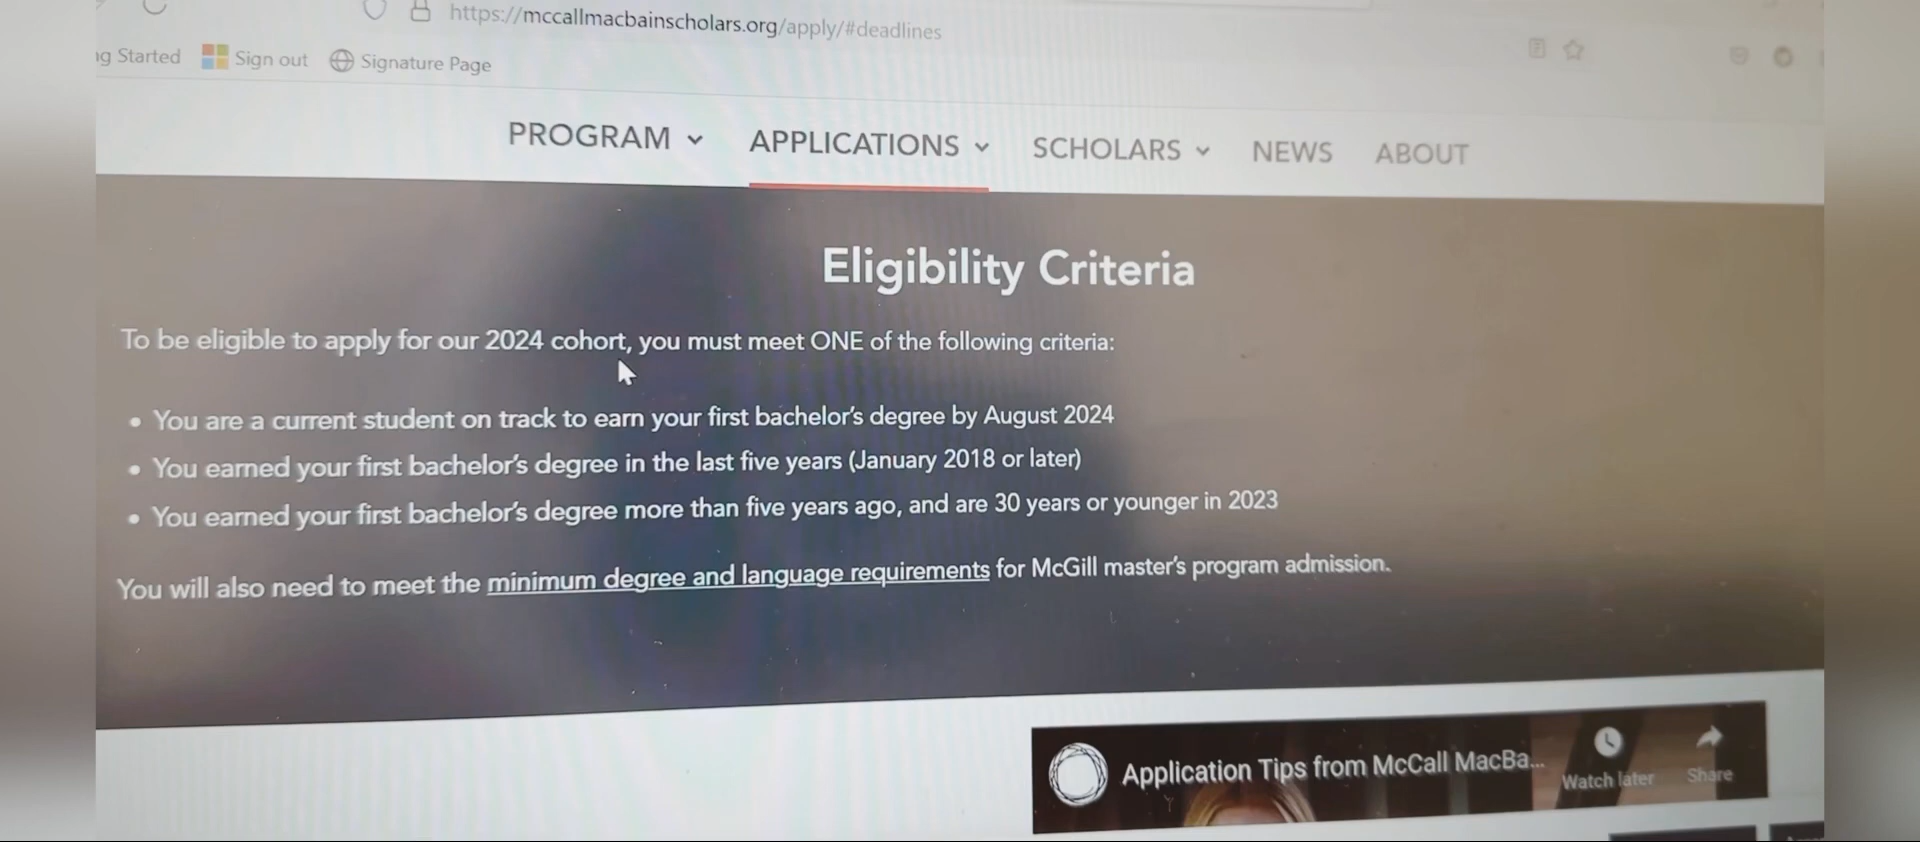 https://mccallmacbainscholars.org/apply/#deadlines
Started Sign out Signature Page
PROGRAM APPLICATIONS SCHOLARS NEWS ABOUT
Eligibility Criteria
To be eligible to apply for our 2024 cohort, you must meet ONE of the following criteria:
• You are a current student on track to earn your first bachelor's degree by August 2024
• You earned your first bachelor's degree in the last five years (January 2018 or later)
• You earned your first bachelor's degree more than five years ago, and are 30 years or younger in 2023
You will also need to meet the minimum degree and language requirements for McGill master's program admission.
Application Tips from McCall MacBa...
Watch later Share